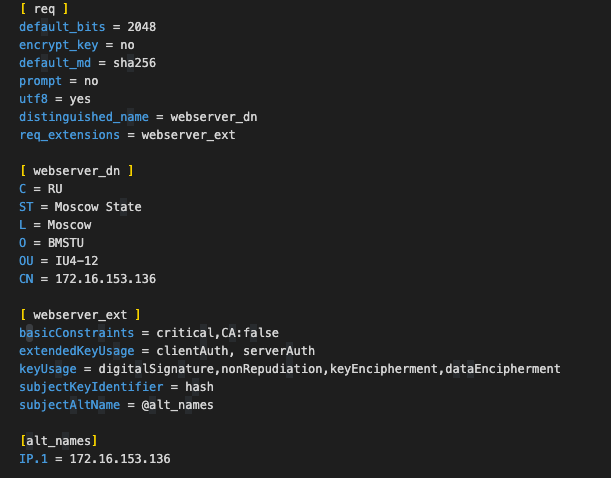 [ req ]
default_bits = 2048
encrypt_key = no
default_md = sha256
prompt = no
utf8 = yes
distinguished_name = webserver_dn
req_extensions = webserver_ext
[ webserver_dn ]
C = RU
ST = Moscow State
L = Moscow
O = BMSTU
OU = IU4-12
CN = 172.16.153.136
[ webserver_ext ]
basicConstraints = critical,CA:false
extendedKeyUsage = clientAuth, serverAuth
keyUsage = digitalSignature,nonRepudiation,keyEncipherment,dataEncipherment
subjectKeyIdentifier = hash
subjectAltName = @alt_names
[alt_names]
IP.1 = 172.16.153.136